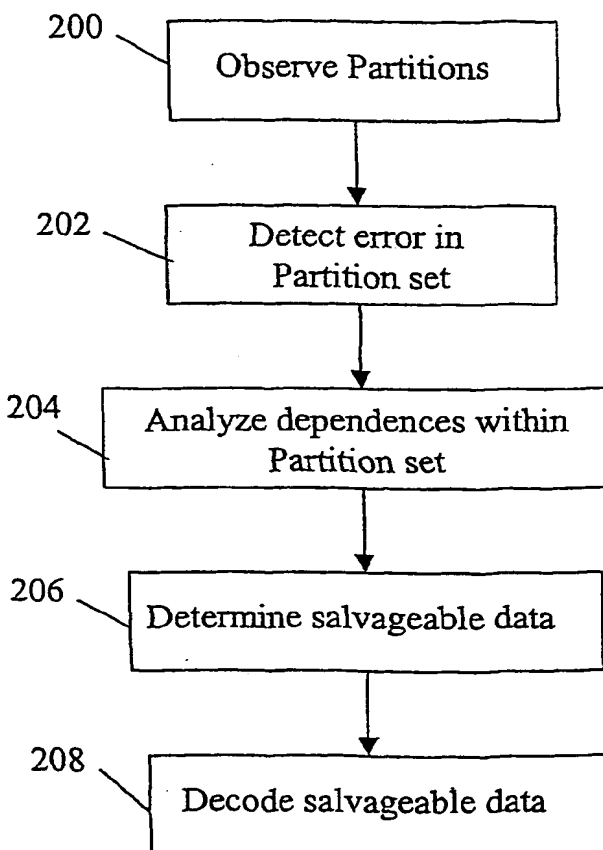 200
Observe Partitions
202
Detect error in
Partition set
204
Analyze dependences within
Partition set
206
Determine salvageable data
208
Decode salvageable data